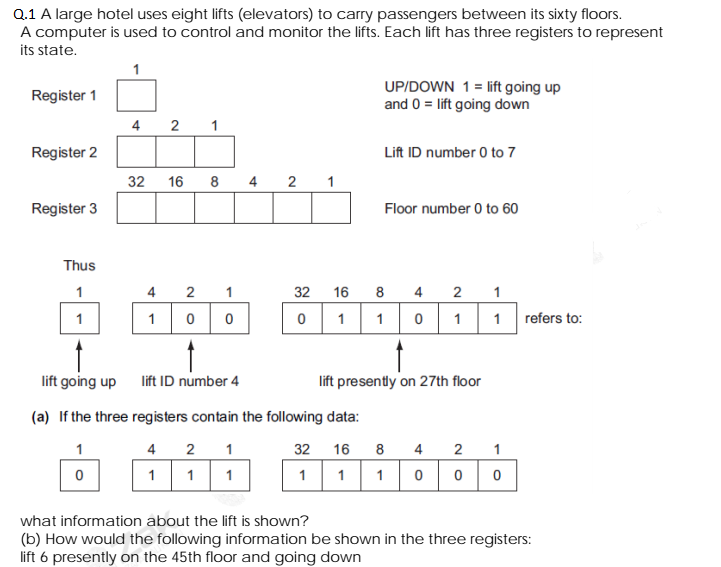 Q.1 A large hotel uses eight lifts (elevators) to carry passengers between its sixty floors.
A computer is used to control and monitor the lifts. Each lift has three registers to represent
its state.
1
Register 1
UP/DOWN 1 = lift going up
and 0 = lift going down
4 2 1
Register 2
Lift ID number 0 to 7
32 16 8 4 2 1
Register 3
Floor number 0 to 60
Thus
1 4 2 1 32 16 8 4 2 1
1 1 0 0 0 1 1 0 1 1 refers to:
lift going up lift ID number 4 lift presently on 27th floor
(a) If the three registers contain the following data:
1 4 2 1 32 16 8 4 2 1
0 1 1 1 1 1 1 0 0 0
what information about the lift is shown?
(b) How would the following information be shown in the three registers:
lift 6 presently on the 45th floor and going down